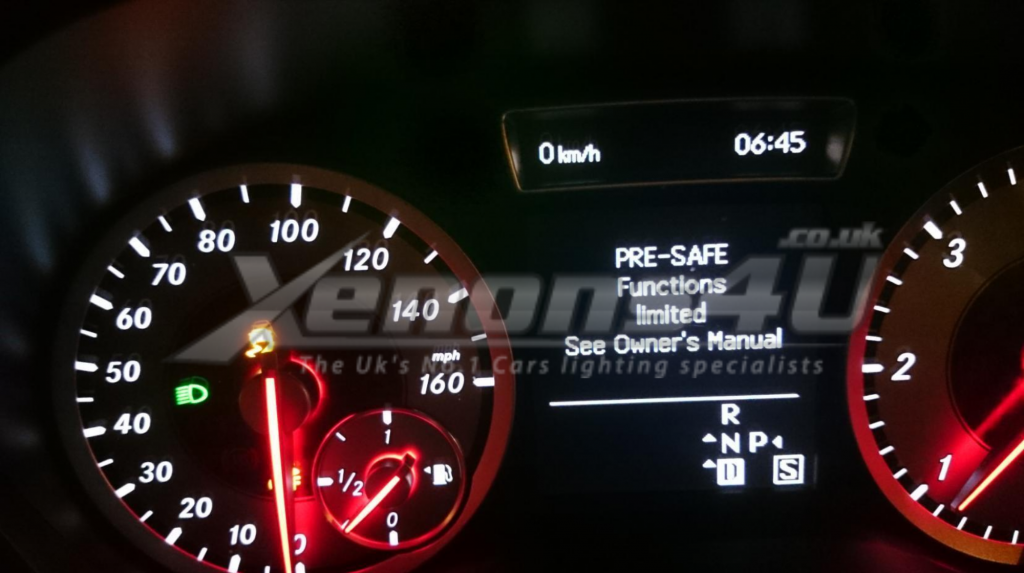 0 km/h 06:45
.co.uk
Xenons4U
The Uk's No.1 Cars lighting specialists
PRE-SAFE
Functions
limited
See Owner's Manual
R
N P
D S
0
10
20
30
40
50
60
70
80
100
120
140
mph
160
1
1/2
0
1
2
3